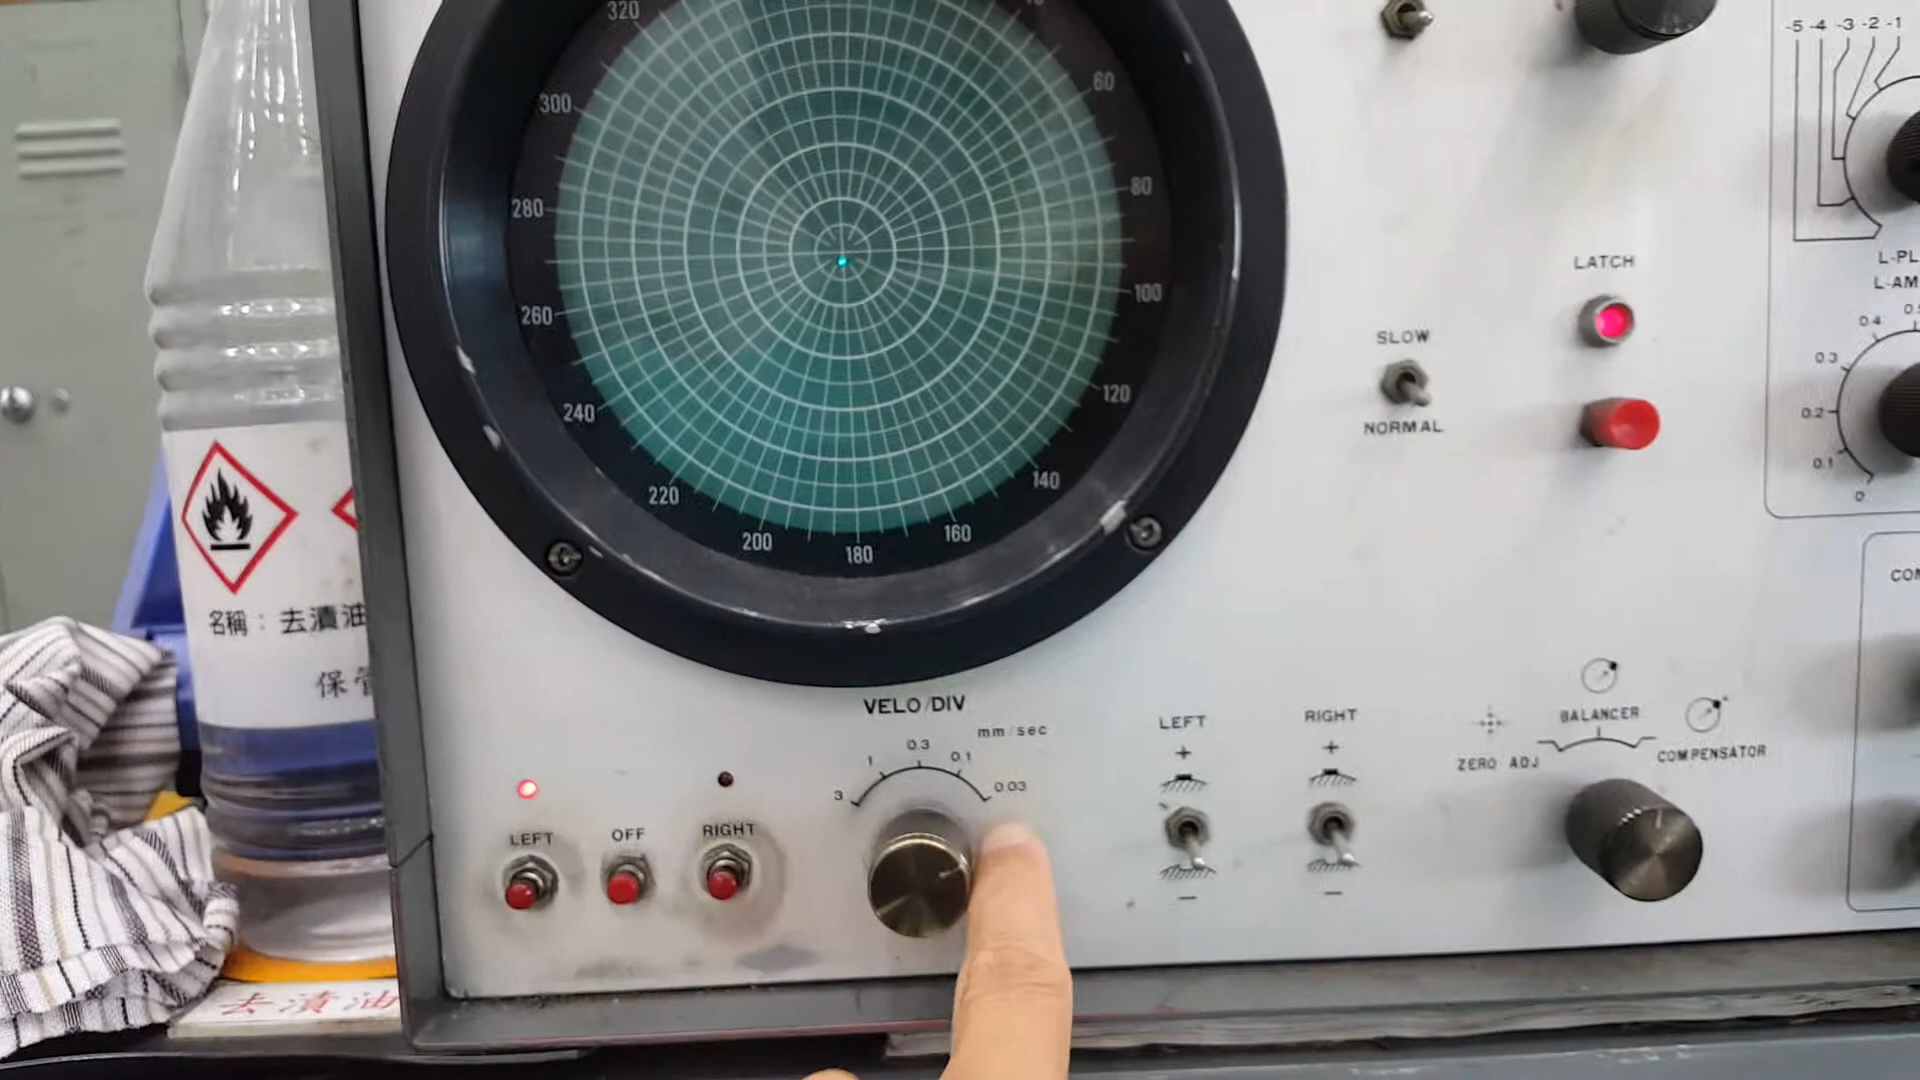 320
300
280
260
240
220
200
180
160
140
120
100
80
60
-5 -4 -3 -2 -1
LATCH
SLOW
NORMAL
0.4
0.3
0.2
0.1
0
名稱：去漬油
保管
去漬油
VELO/DIV
mm/sec
3 1 0.3 0.1 0.03
LEFT OFF RIGHT
LEFT
+
−
RIGHT
+
−
ZERO ADJ
BALANCER
COMPENSATOR